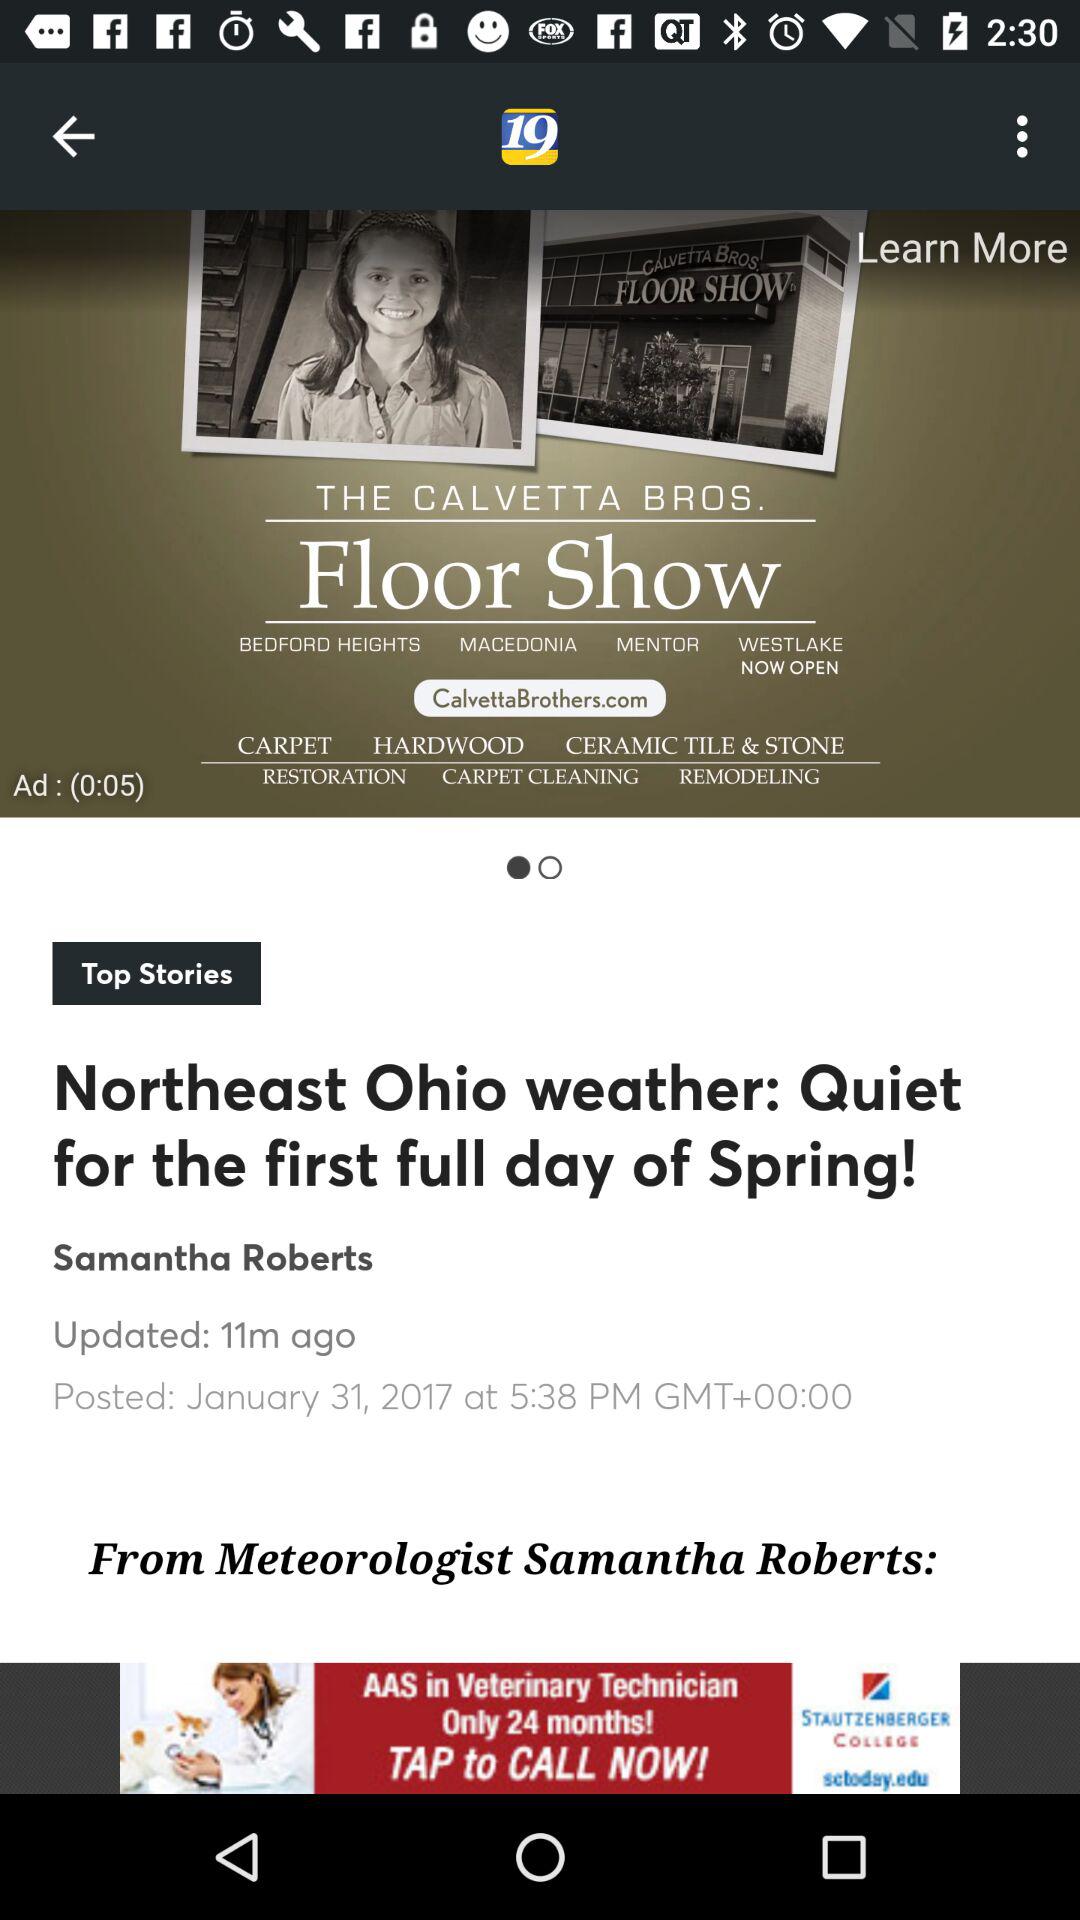 FOX
SPORTS
QT
2:30
19
Learn More
CALVETTA BROS.
FLOOR SHOW
THE CALVETTA BROS.
Floor Show
BEDFORD HEIGHTS MACEDONIA MENTOR WESTLAKE
NOW OPEN
CalvettaBrothers.com
CARPET HARDWOOD CERAMIC TILE & STONE
RESTORATION CARPET CLEANING REMODELING
Ad : (0:05)
Top Stories
Northeast Ohio weather: Quiet
for the first full day of Spring!
Samantha Roberts
Updated: 11m ago
Posted: January 31, 2017 at 5:38 PM GMT+00:00
From Meteorologist Samantha Roberts:
AAS in Veterinary Technician
Only 24 months!
TAP to CALL NOW!
STAUTZENBERGER
COLLEGE
sctoday.edu